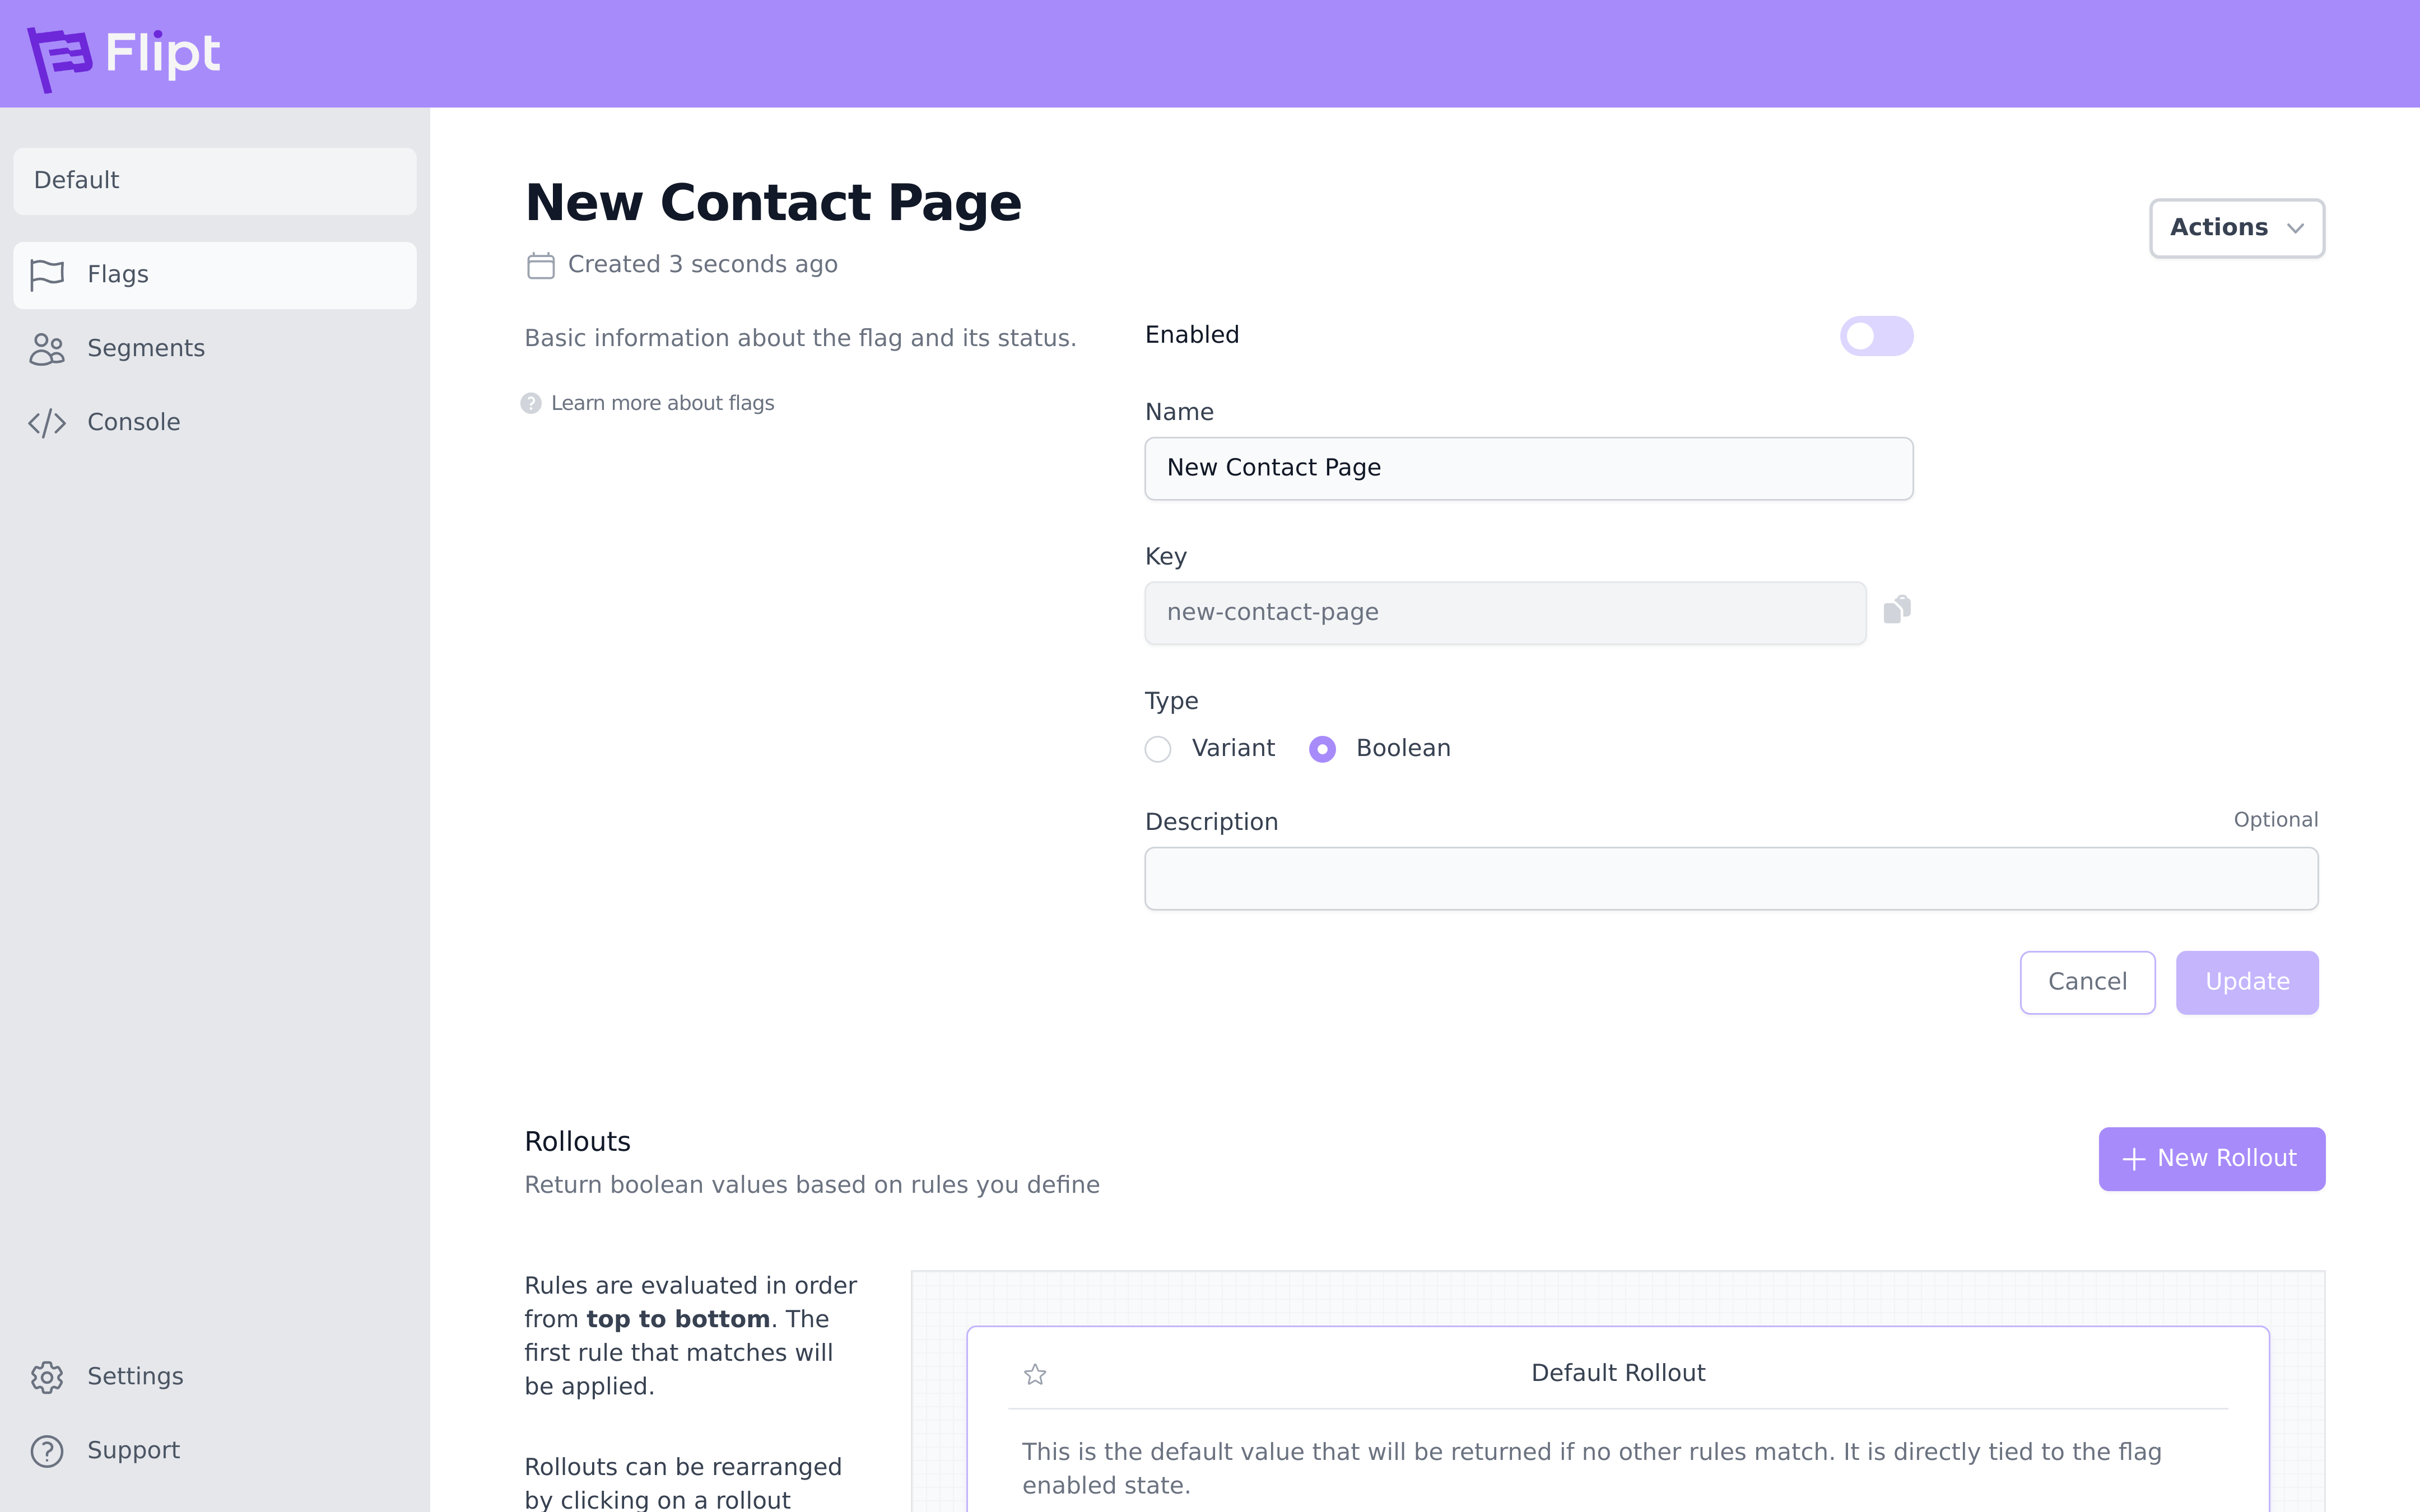 Flipt
Default
Flags
Segments
Console
Settings
Support
New Contact Page
Created 3 seconds ago
Actions
Basic information about the flag and its status.
Learn more about flags
Enabled
Name
New Contact Page
Key
new-contact-page
Type
Variant
Boolean
Description
Optional
Cancel
Update
Rollouts
Return boolean values based on rules you define
New Rollout
Rules are evaluated in order
from top to bottom. The
first rule that matches will
be applied.
Rollouts can be rearranged
by clicking on a rollout
Default Rollout
This is the default value that will be returned if no other rules match. It is directly tied to the flag
enabled state.